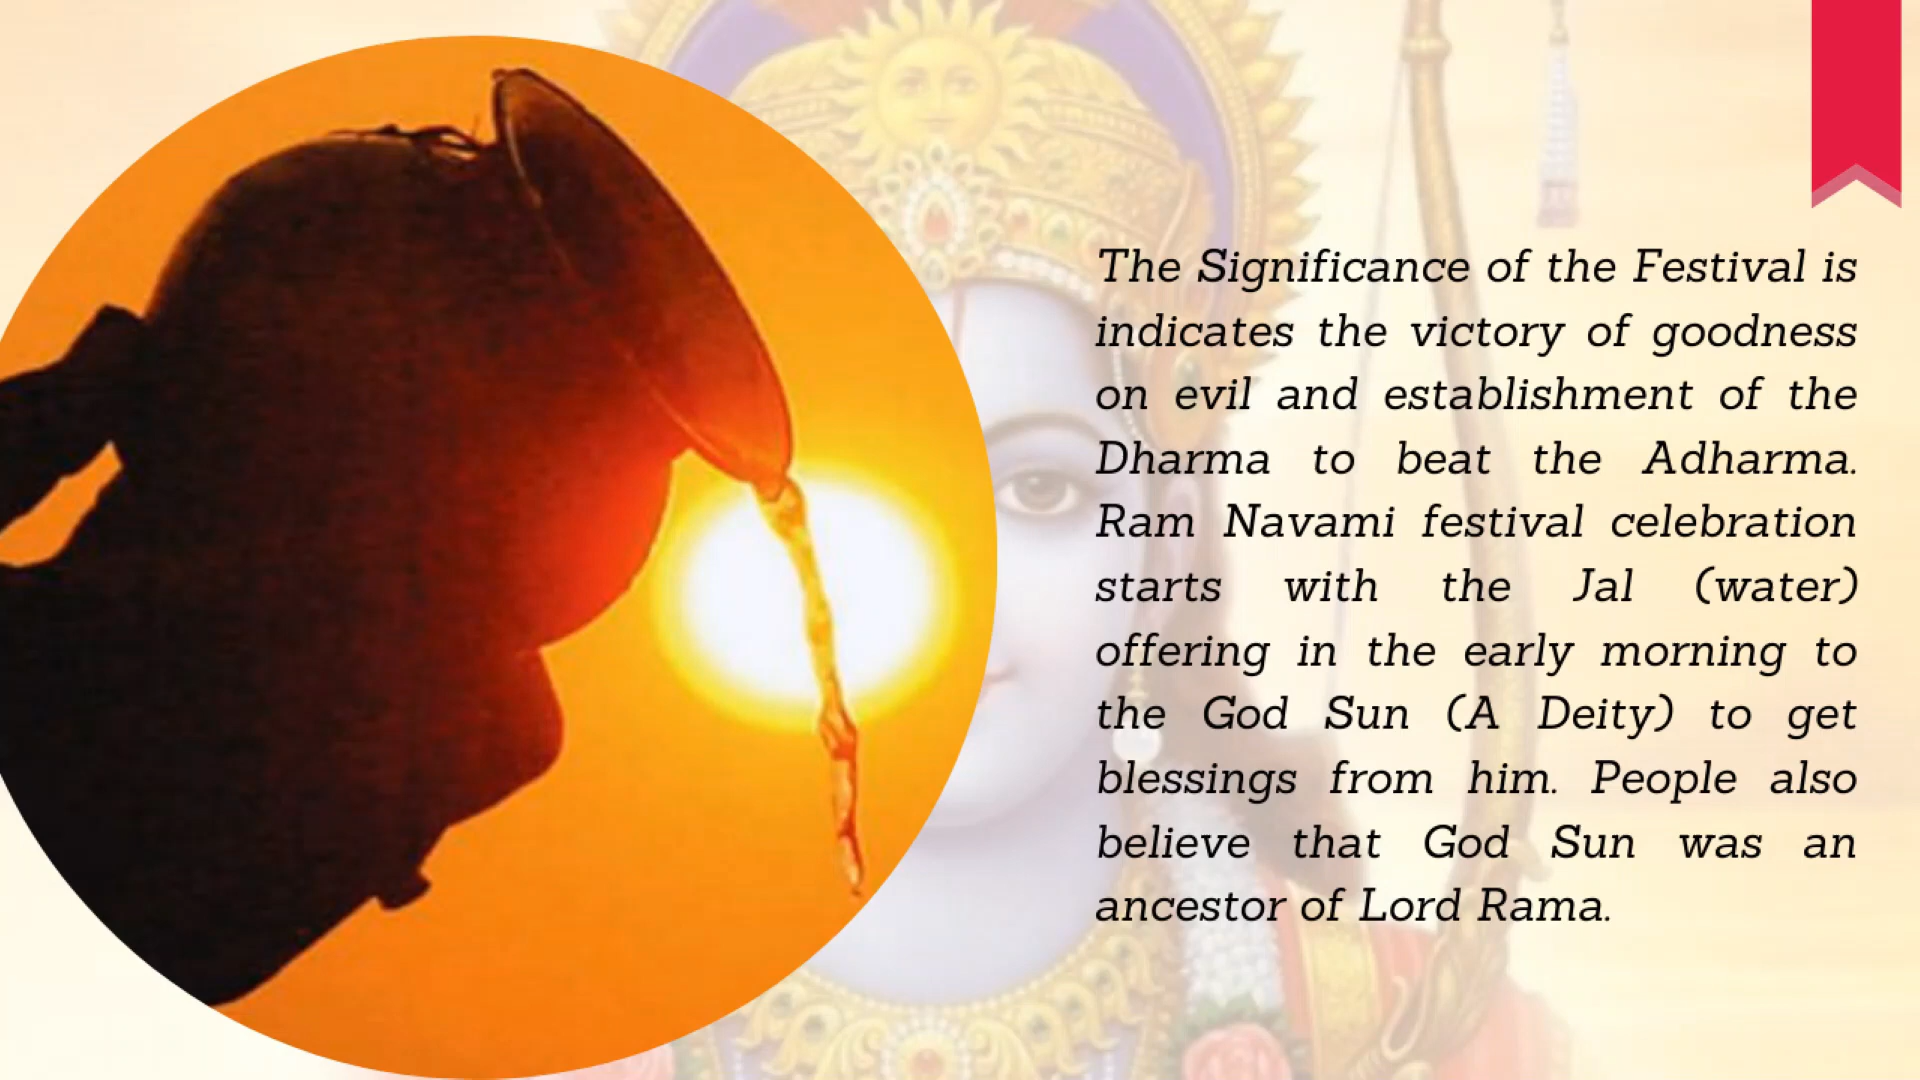 The Significance of the Festival is
indicates the victory of goodness
on evil and establishment of the
Dharma to beat the Adharma.
Ram Navami festival celebration
starts with the Jal (water)
offering in the early morning to
the God Sun (A Deity) to get
blessings from him. People also
believe that God Sun was an
ancestor of Lord Rama.